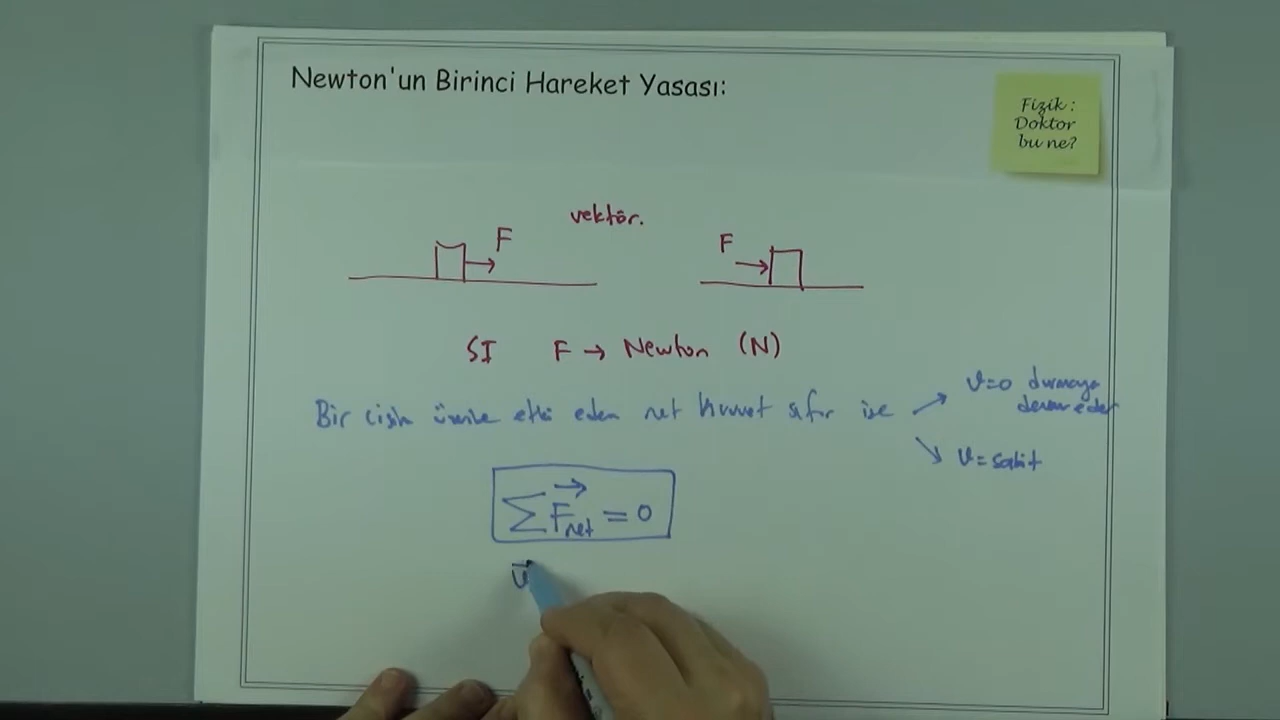 Newton'un Birinci Hareket Yasası:
Fizik :
Doktor
bu ne?
vektör.
F
F
SI F → Newton (N)
Bir cisim üzerine etki eden net kuvvet sıfır ise
v=0 durmaya
devam eder
v=sabit
∑F⃗net = 0